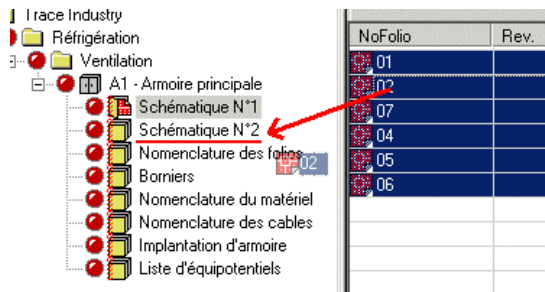 Trace Industry
Réfrigération
Ventilation
A1 - Armoire principale
Schématique N°1
Schématique N°2
Nomenclature des folios
Borniers
Nomenclature du matériel
Nomenclature des cables
Implantation d'armoire
Liste d'équipotentiels
02
NoFolio Rev.
01
02
07
04
05
06